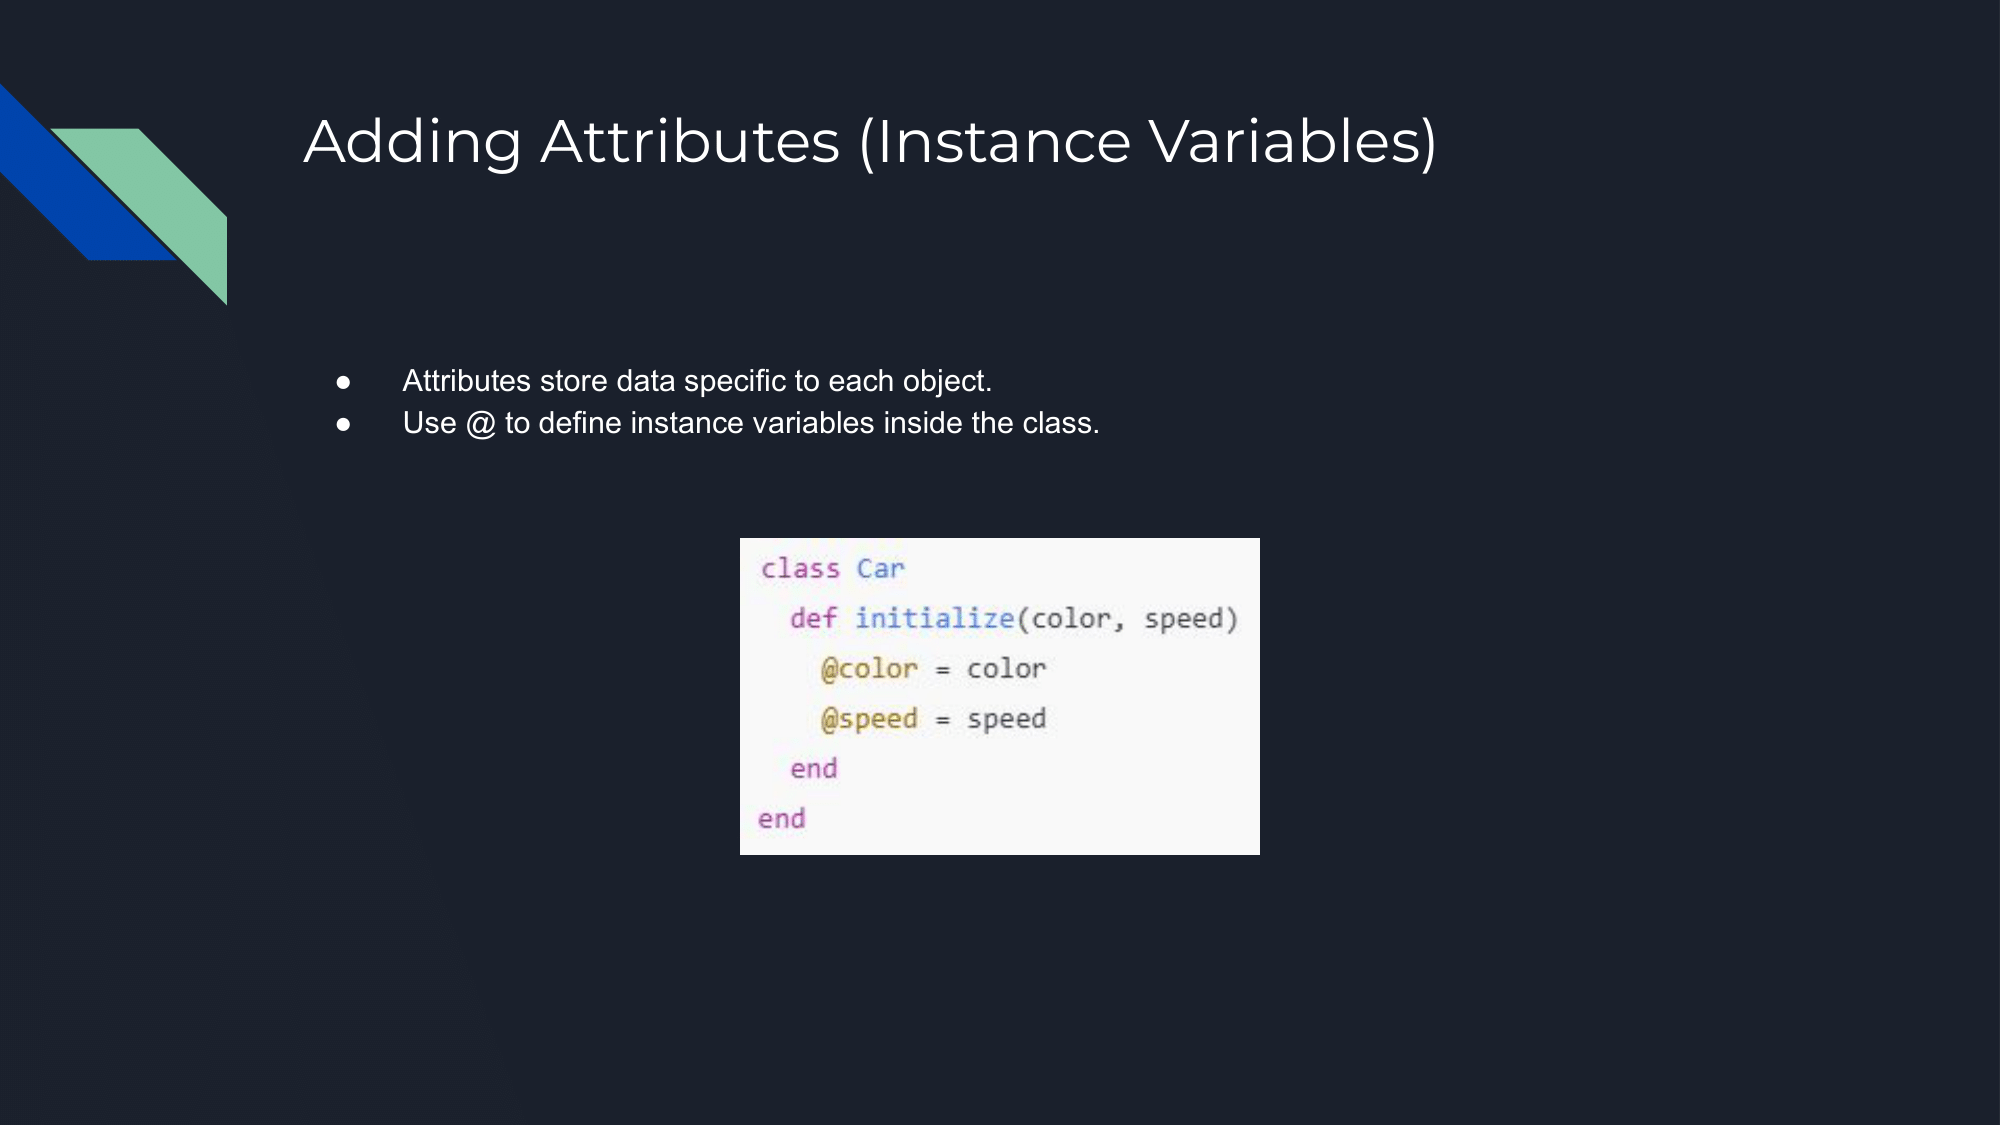 Adding Attributes (Instance Variables)
● Attributes store data specific to each object.
● Use @ to define instance variables inside the class.
class Car
  def initialize(color, speed)
    @color = color
    @speed = speed
  end
end